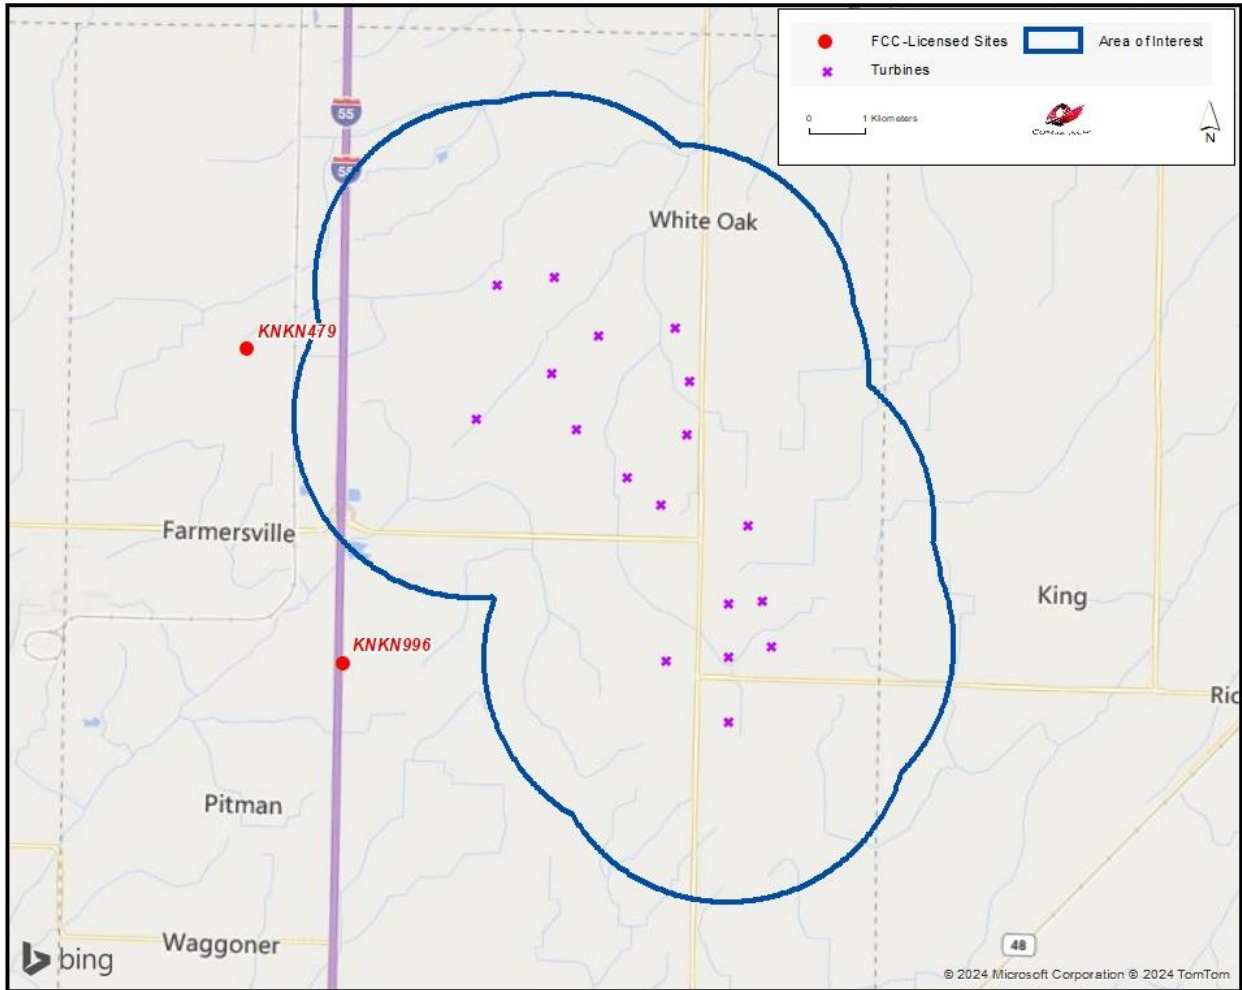 FCC-Licensed Sites
Area of Interest
Turbines
0 1 Kilometers
N
55
55
White Oak
KNKN479
Farmersville
King
KNKN996
Ric
Pitman
Waggoner
48
bing
© 2024 Microsoft Corporation © 2024 TomTom